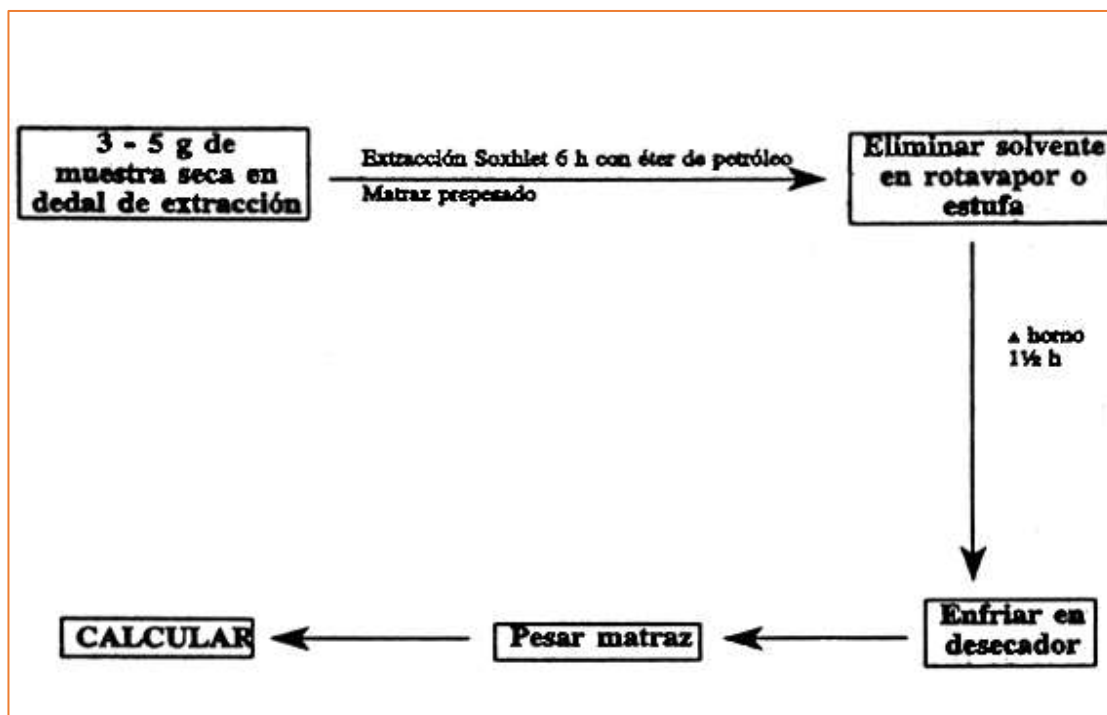 3 - 5 g de
muestra seca en
dedal de extracción
Extracción Soxhlet 6 h con éter de petróleo
Matraz prepesado
Eliminar solvente
en rotavapor o
estufa
▲ horno
1½ h
Enfriar en
desecador
Pesar matraz
CALCULAR